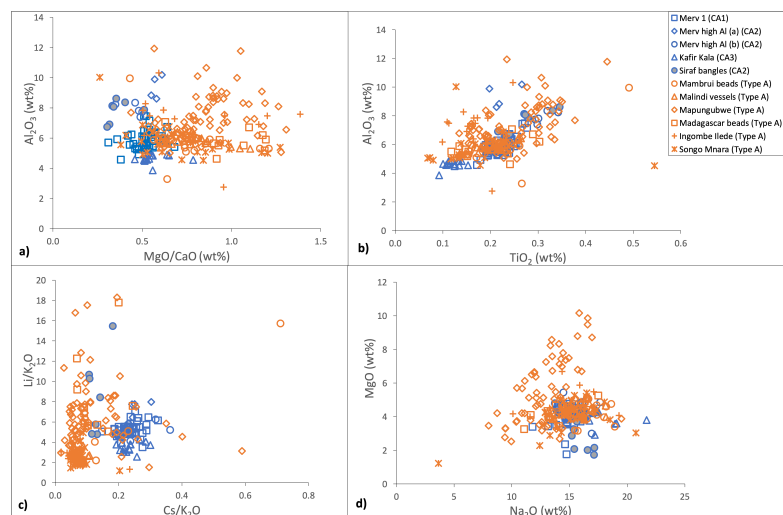 14
12
10
8
6
4
2
0
0.0
0.5
1.0
1.5
Al2O3 (wt%)
MgO/CaO (wt%)
a)
14
12
10
8
6
4
2
0
0
0.1
0.2
0.3
0.4
0.5
0.6
Al2O3 (wt%)
TiO2 (wt%)
b)
Merv 1 (CA1)
Merv high Al (a) (CA2)
Merv high Al (b) (CA2)
Kafir Kala (CA3)
Siraf bangles (CA2)
Mambrui beads (Type A)
Malindi vessels (Type A)
Mapungubwe (Type A)
Madagascar beads (Type A)
Ingombe Ilede (Type A)
Songo Mnara (Type A)
20
18
16
14
12
10
8
6
4
2
0
0.0
0.2
0.4
0.6
0.8
Li/K2O
Cs/K2O
c)
12
10
8
6
4
2
0
0
5
10
15
20
25
MgO (wt%)
Na2O (wt%)
d)